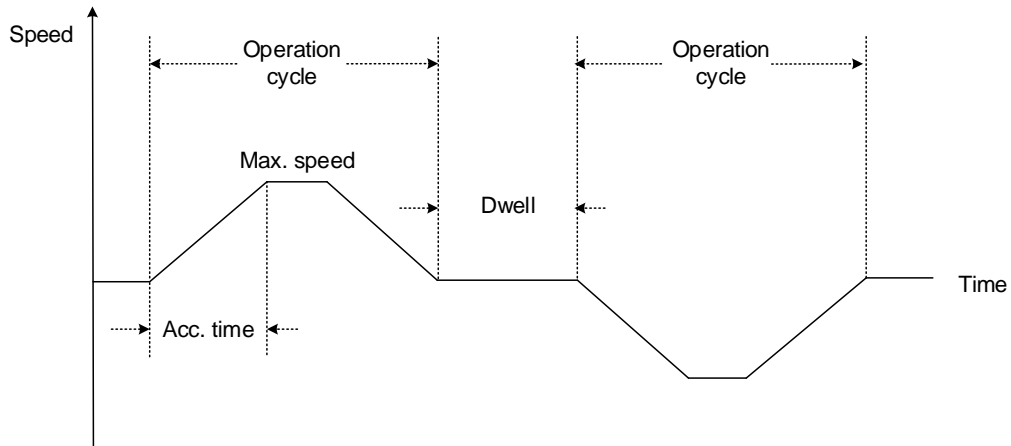 Speed
Operation
cycle
Operation
cycle
Max. speed
Dwell
Time
Acc. time